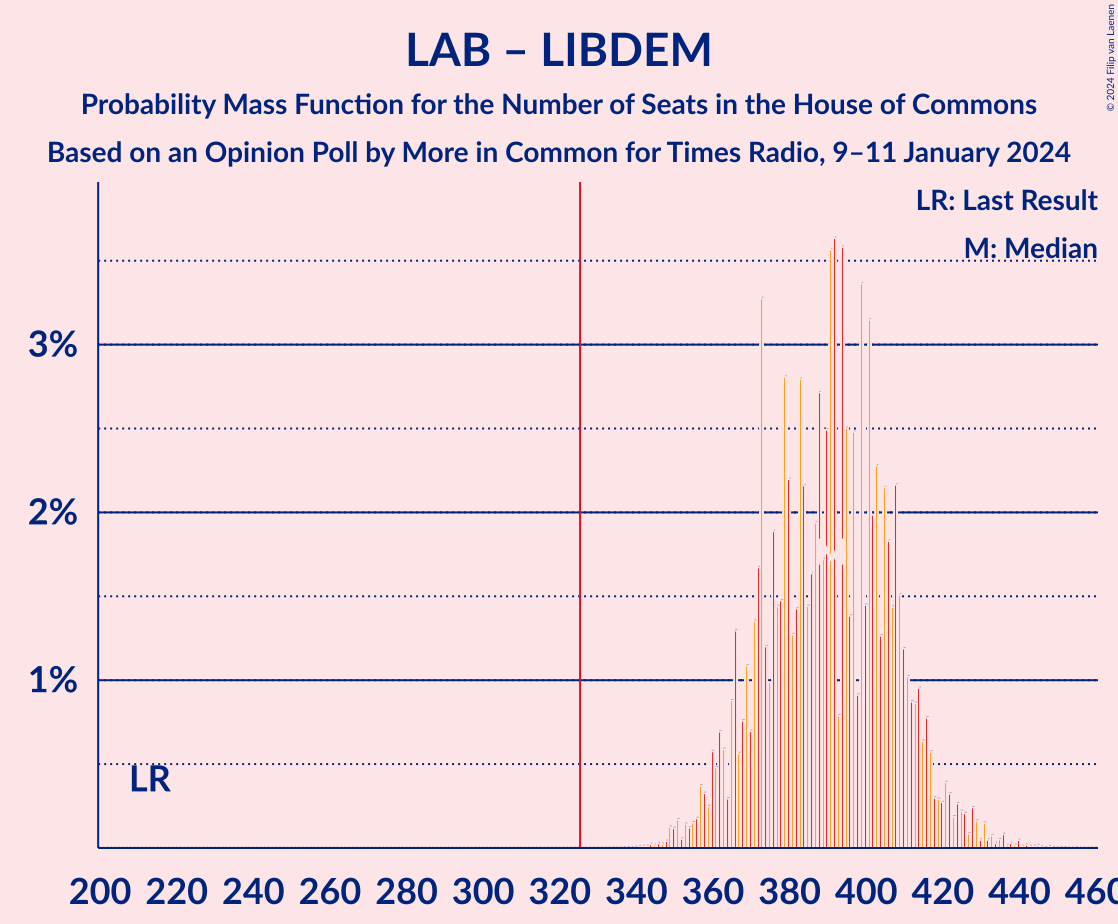 LAB – LIBDEM
Probability Mass Function for the Number of Seats in the House of Commons
Based on an Opinion Poll by More in Common for Times Radio, 9–11 January 2024
© 2024 Filip van Laenen
LR: Last Result
M: Median
3%
2%
1%
LR
200 220 240 260 280 300 320 340 360 380 400 420 440 460